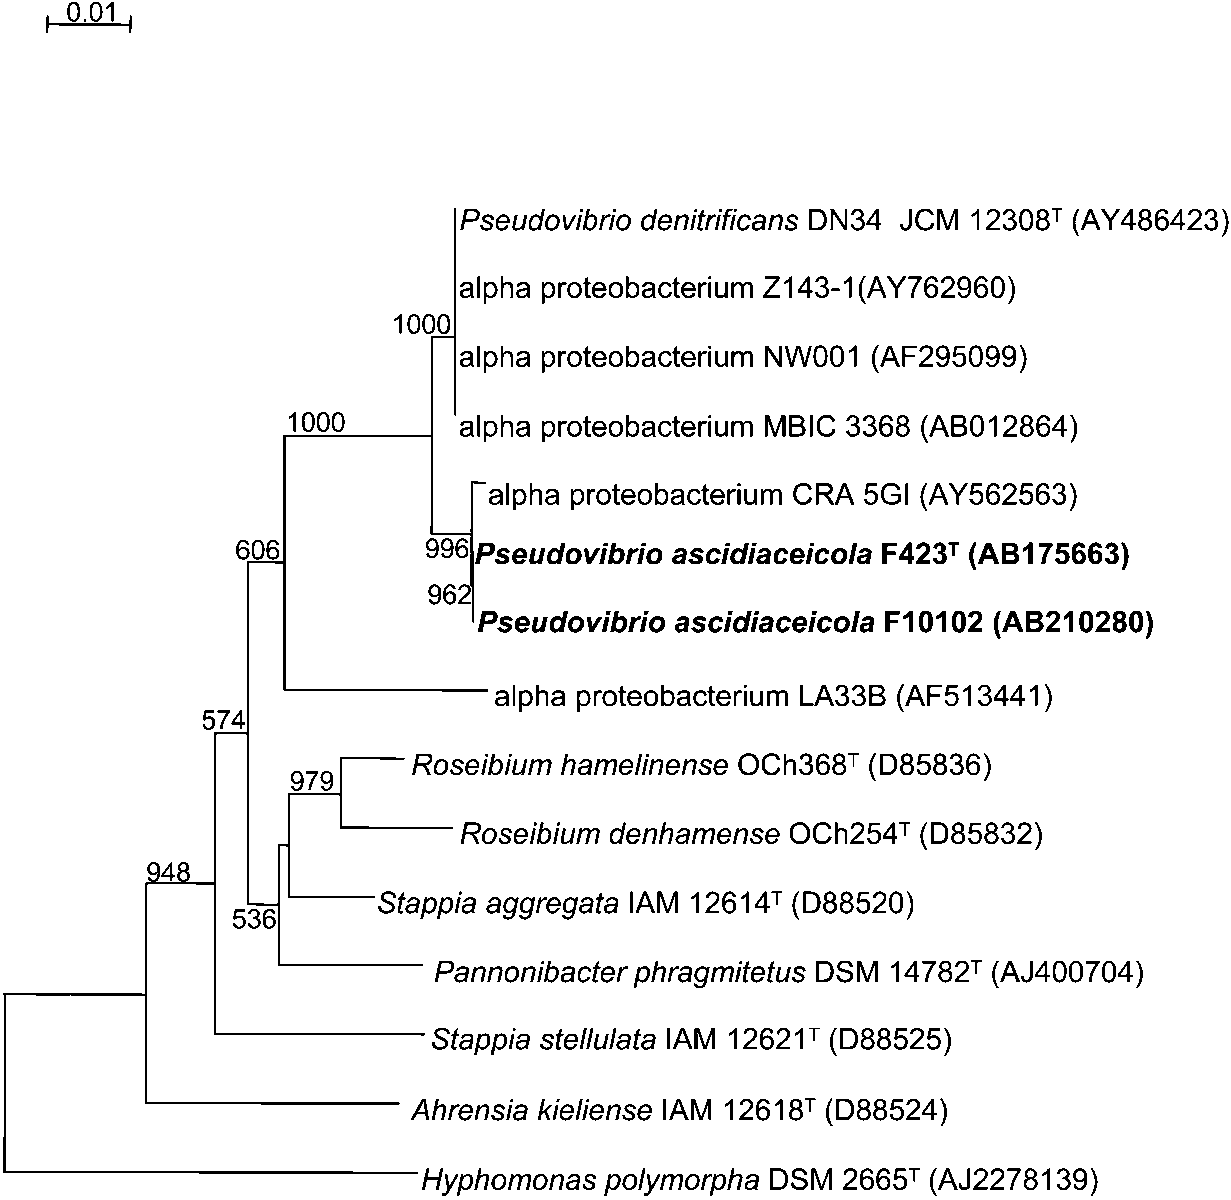 0.01
Pseudovibrio denitrificans DN34 JCM 12308ᵀ (AY486423)
alpha proteobacterium Z143-1(AY762960)
1000
alpha proteobacterium NW001 (AF295099)
1000
alpha proteobacterium MBIC 3368 (AB012864)
alpha proteobacterium CRA 5GI (AY562563)
606
996
Pseudovibrio ascidiaceicola F423ᵀ (AB175663)
962
Pseudovibrio ascidiaceicola F10102 (AB210280)
alpha proteobacterium LA33B (AF513441)
574
Roseibium hamelinense OCh368ᵀ (D85836)
979
Roseibium denhamense OCh254ᵀ (D85832)
948
Stappia aggregata IAM 12614ᵀ (D88520)
536
Pannonibacter phragmitetus DSM 14782ᵀ (AJ400704)
Stappia stellulata IAM 12621ᵀ (D88525)
Ahrensia kieliense IAM 12618ᵀ (D88524)
Hyphomonas polymorpha DSM 2665ᵀ (AJ2278139)